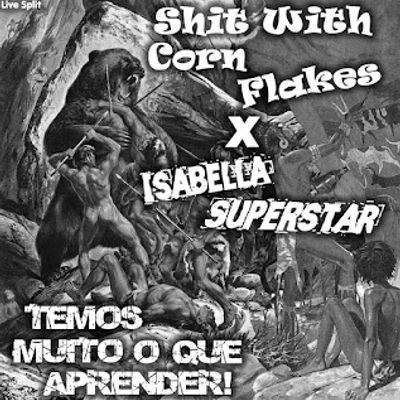 Live Split
Shit With
Corn
Flakes
X
ISABELLA
SUPERSTAR
TEMOS
MUITO O QUE
APRENDER!